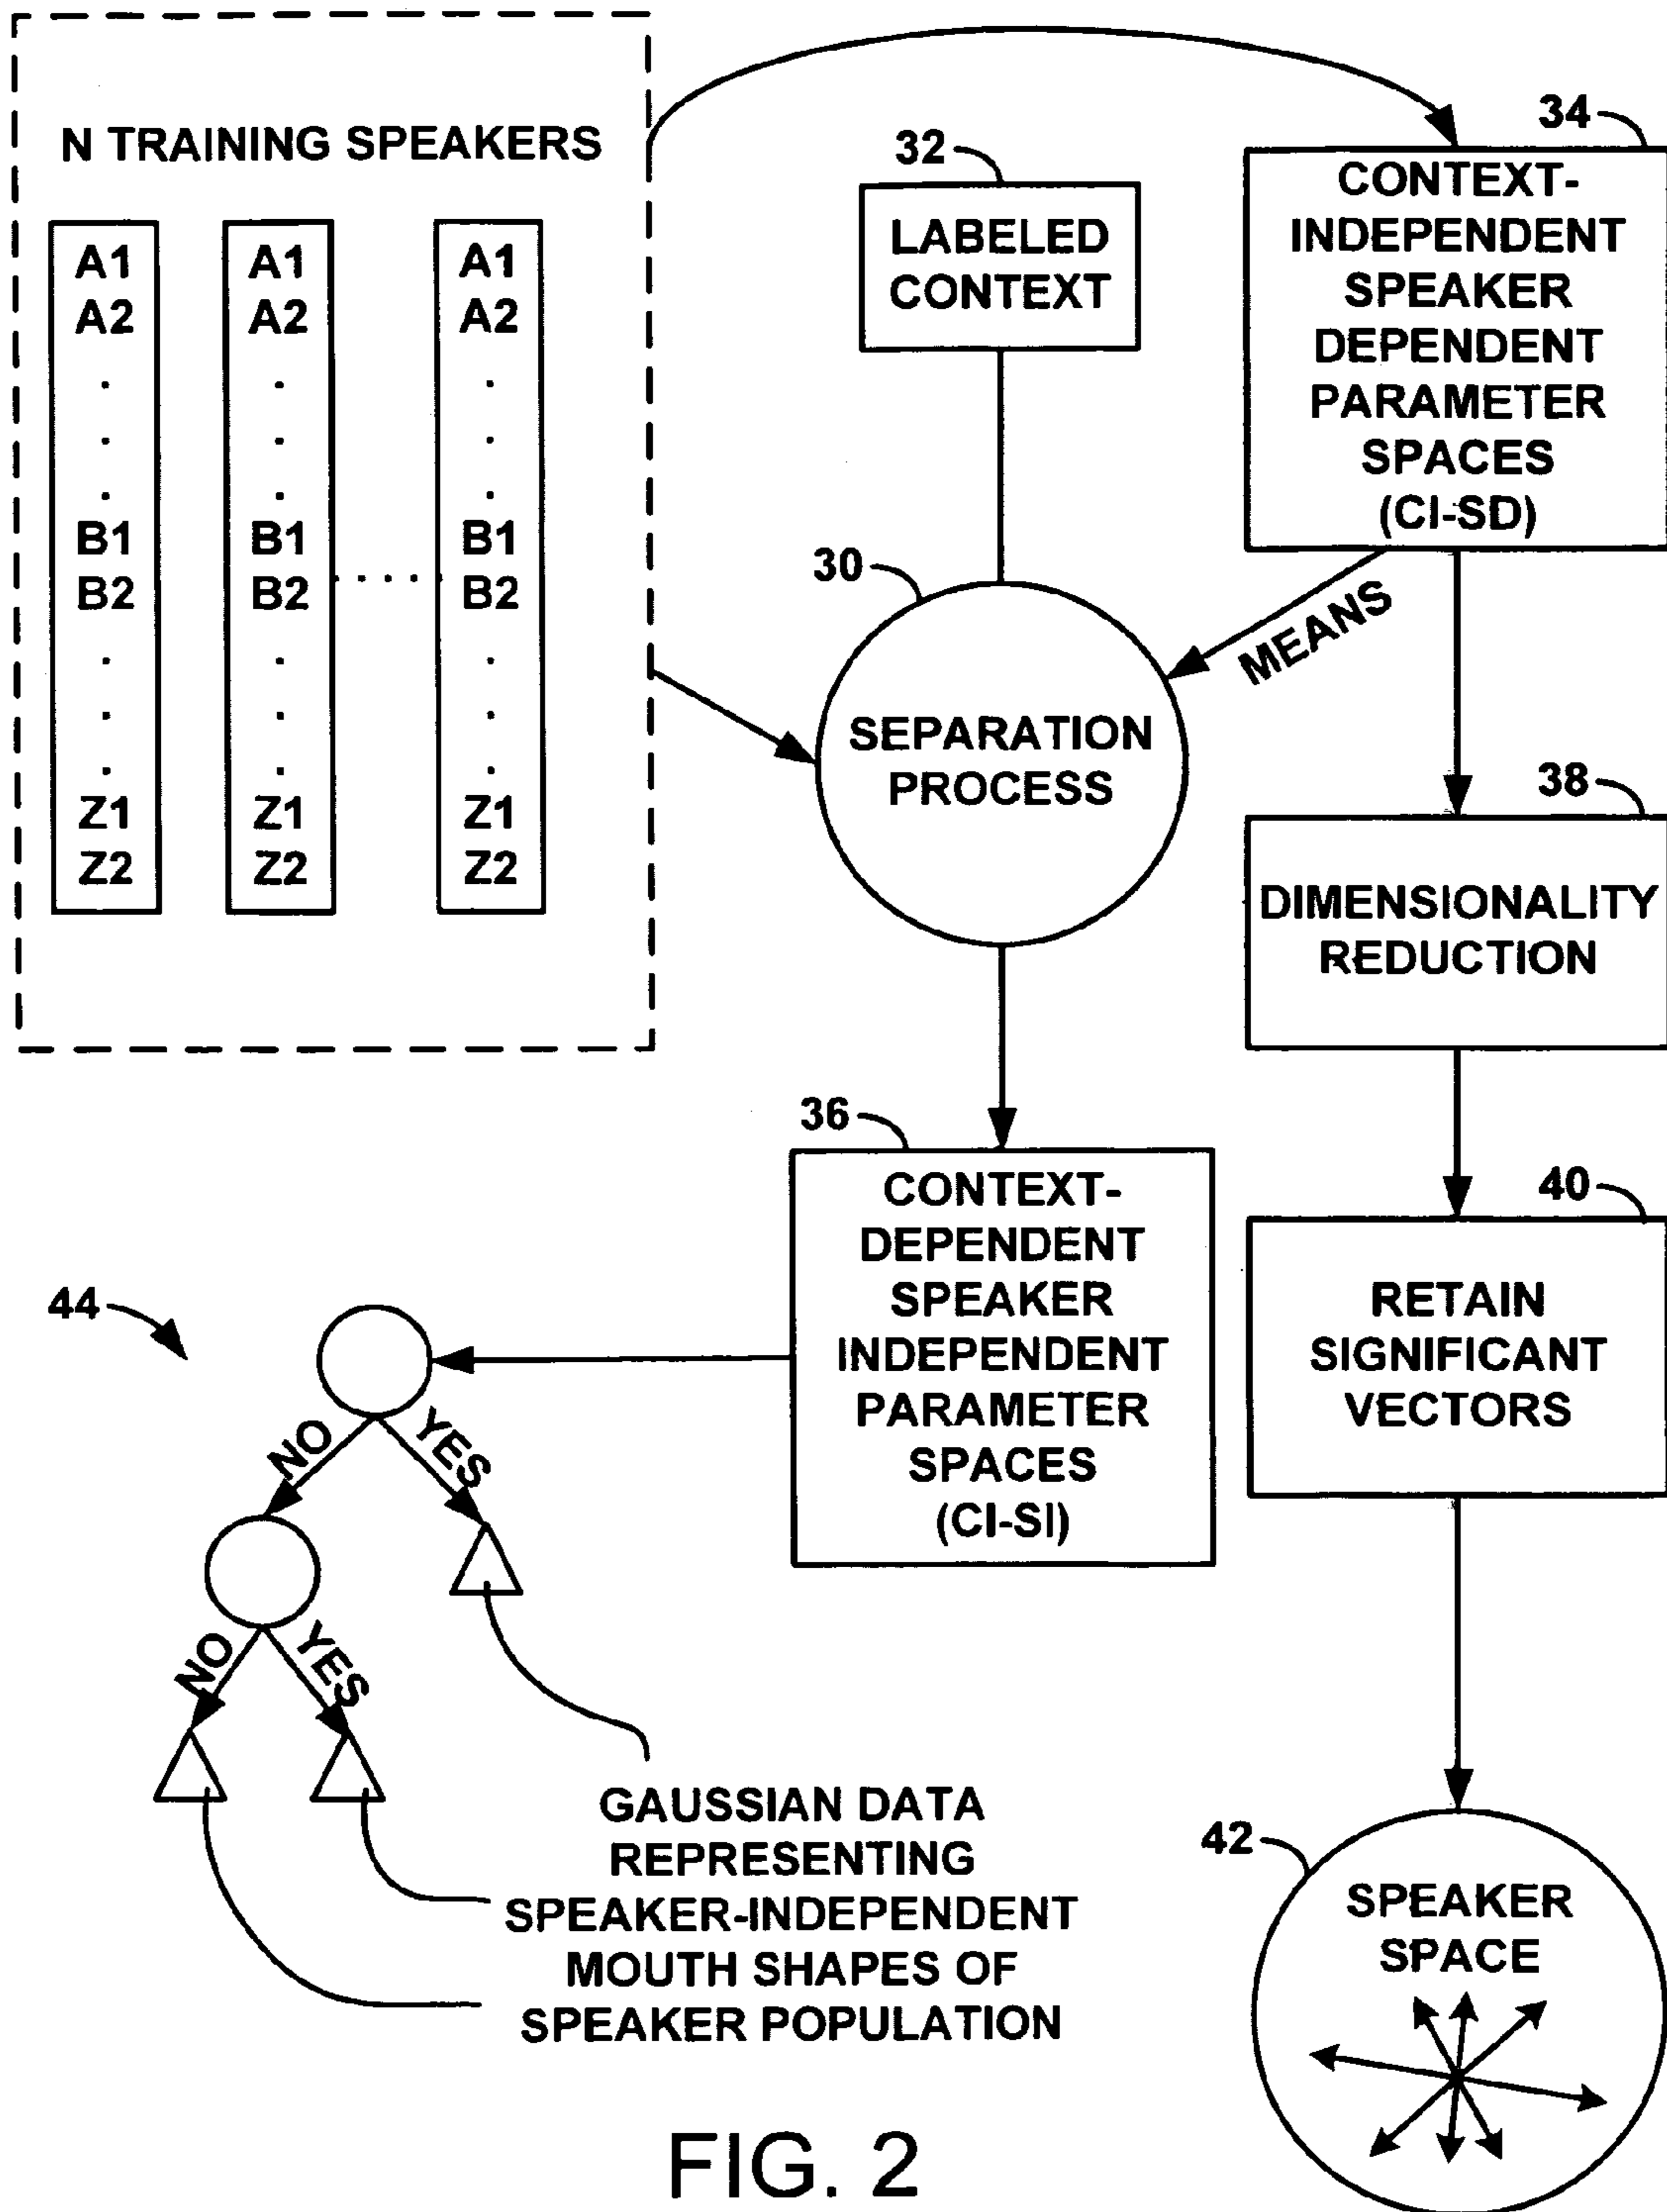 N TRAINING SPEAKERS
A1
A2
.
.
.
B1
B2
.
.
.
Z1
Z2
A1
A2
.
.
.
B1
B2
.
.
.
Z1
Z2
. . . . .
A1
A2
.
.
.
B1
B2
.
.
.
Z1
Z2
32
LABELED
CONTEXT
34
CONTEXT-
INDEPENDENT
SPEAKER
DEPENDENT
PARAMETER
SPACES
(CI-SD)
30
SEPARATION
PROCESS
MEANS
38
DIMENSIONALITY
REDUCTION
36
CONTEXT-
DEPENDENT
SPEAKER
INDEPENDENT
PARAMETER
SPACES
(CI-SI)
40
RETAIN
SIGNIFICANT
VECTORS
44
NO
YES
NO
YES
GAUSSIAN DATA
REPRESENTING
SPEAKER-INDEPENDENT
MOUTH SHAPES OF
SPEAKER POPULATION
42
SPEAKER
SPACE
FIG. 2